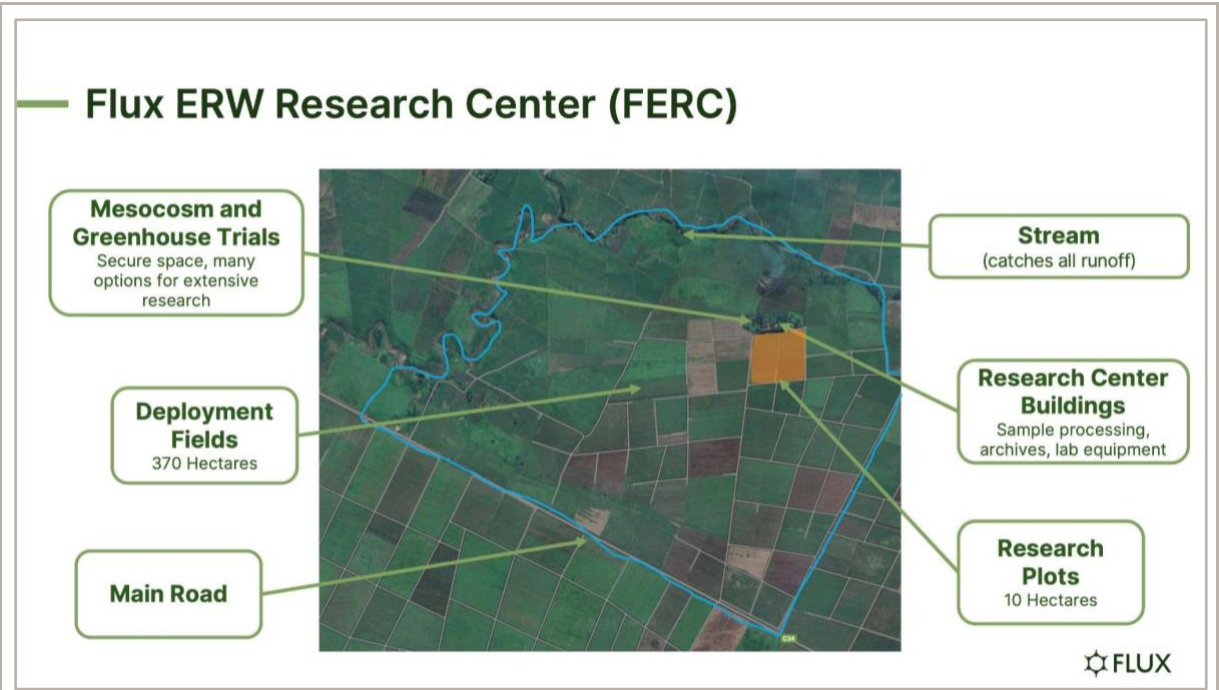 Flux ERW Research Center (FERC)
Mesocosm and
Greenhouse Trials
Secure space, many
options for extensive
research
Stream
(catches all runoff)
Deployment
Fields
370 Hectares
Research Center
Buildings
Sample processing,
archives, lab equipment
Main Road
Research
Plots
10 Hectares
C34
FLUX